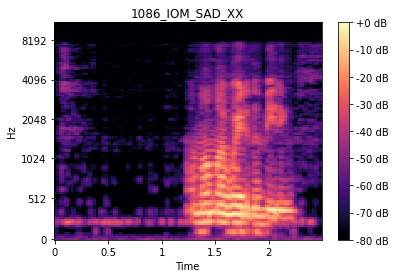 1086_IOM_SAD_XX
8192
4096
2048
1024
512
0
Hz
0
0.5
1
1.5
2
Time
+0 dB
-10 dB
-20 dB
-30 dB
-40 dB
-50 dB
-60 dB
-70 dB
-80 dB